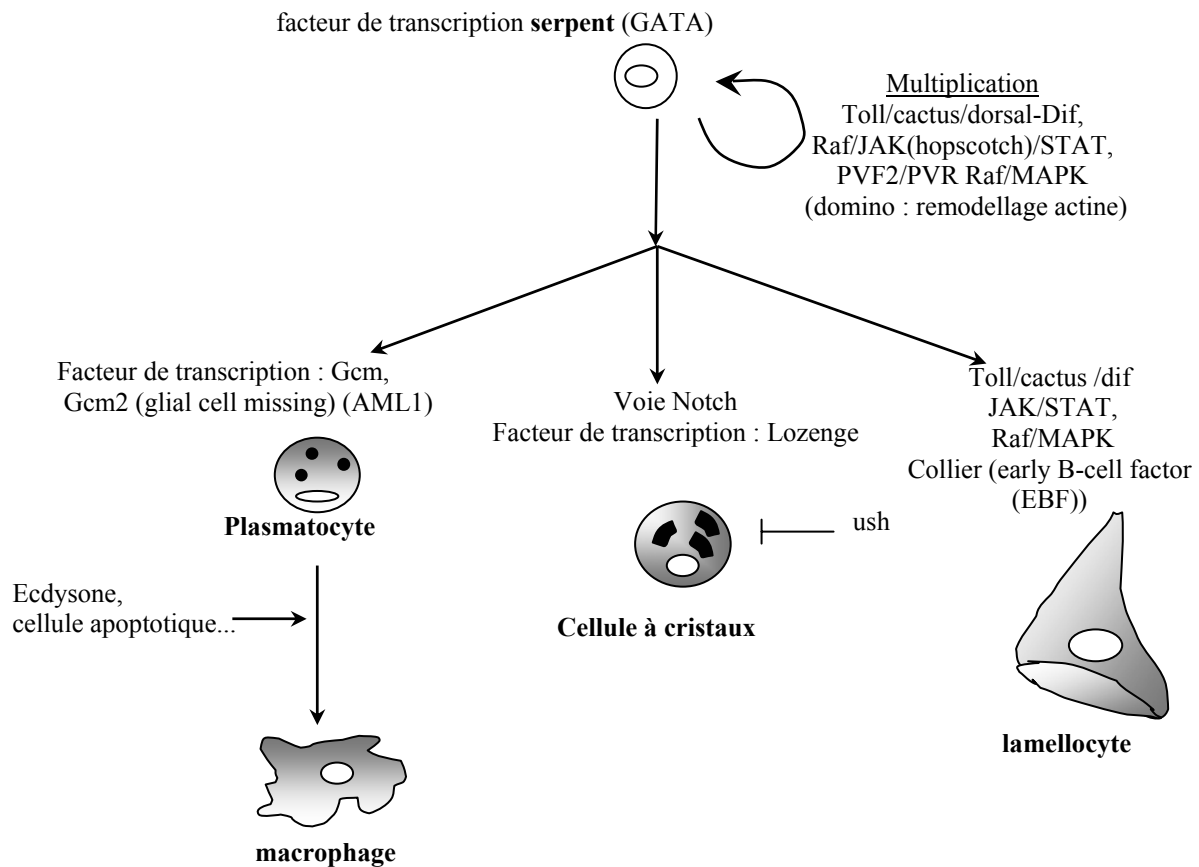 facteur de transcription serpent (GATA)
Multiplication
Toll/cactus/dorsal-Dif,
Raf/JAK(hopscotch)/STAT,
PVF2/PVR Raf/MAPK
(domino : remodellage actine)
Facteur de transcription : Gcm,
Gcm2 (glial cell missing) (AML1)
Plasmatocyte
Voie Notch
Facteur de transcription : Lozenge
Toll/cactus /dif
JAK/STAT,
Raf/MAPK
Collier (early B-cell factor
(EBF))
ush
Ecdysone,
cellule apoptotique...
Cellule à cristaux
lamellocyte
macrophage